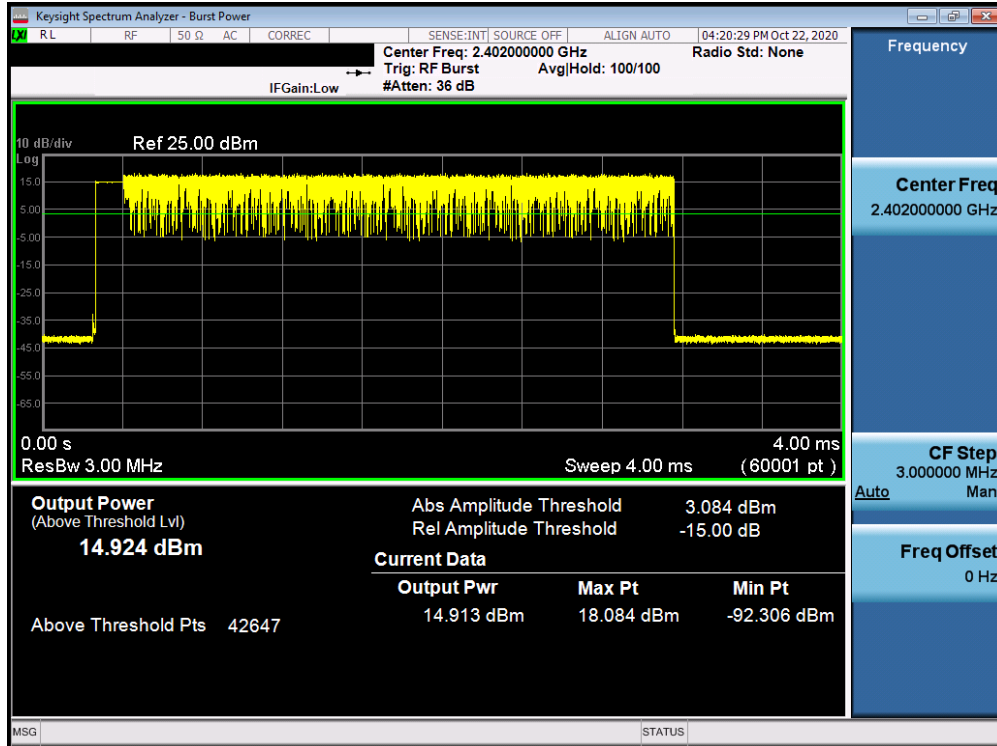 Keysight Spectrum Analyzer - Burst Power
LXI RL RF 50 Ω AC CORREC SENSE:INT SOURCE OFF ALIGN AUTO 04:20:29 PM Oct 22, 2020
Center Freq: 2.402000000 GHz Radio Std: None
Trig: RF Burst Avg|Hold: 100/100
IFGain:Low #Atten: 36 dB
Frequency
10 dB/div Ref 25.00 dBm
Log
15.0
5.00
-5.00
-15.0
-25.0
-35.0
-45.0
-55.0
-65.0
0.00 s 4.00 ms
ResBw 3.00 MHz Sweep 4.00 ms (60001 pt)
Center Freq
2.402000000 GHz
CF Step
3.000000 MHz
Auto Man
Freq Offset
0 Hz
Output Power
(Above Threshold Lvl)
14.924 dBm
Above Threshold Pts 42647
Abs Amplitude Threshold 3.084 dBm
Rel Amplitude Threshold -15.00 dB
Current Data
Output Pwr Max Pt Min Pt
14.913 dBm 18.084 dBm -92.306 dBm
MSG STATUS